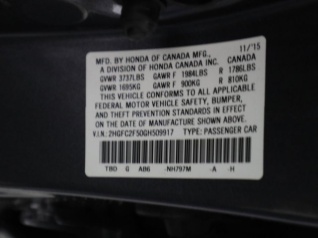 MFD. BY HONDA OF CANADA MFG., 11/15
A DIVISION OF HONDA CANADA INC. CANADA
GVWR 3737LBS GAWR F 1984LBS R 1786LBS
GVWR 1695KG GAWR F 900KG R 810KG
THIS VEHICLE CONFORMS TO ALL APPLICABLE
FEDERAL MOTOR VEHICLE SAFETY, BUMPER,
AND THEFT PREVENTION STANDARDS IN EFFECT ON
THE DATE OF MANUFACTURE SHOWN ABOVE.
V.I.N.: 2HGFC2F50GH509917 TYPE: PASSENGER CAR
TBD G AB6 -NH797M -A -H